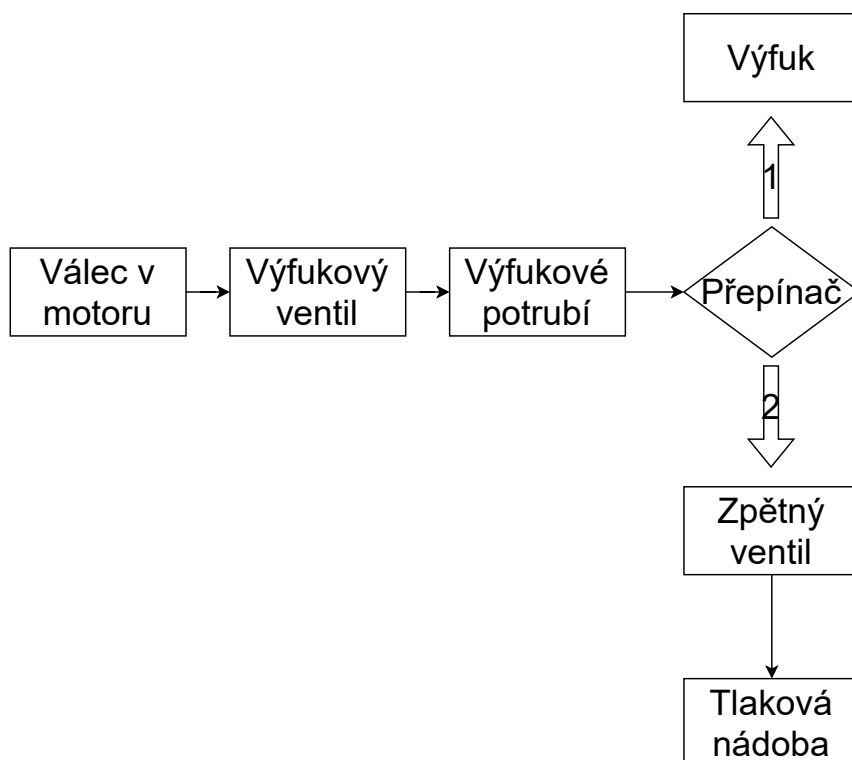 Výfuk
1
Válec v
motoru
Výfukový
ventil
Výfukové
potrubí
Přepínač
2
Zpětný
ventil
Tlaková
nádoba